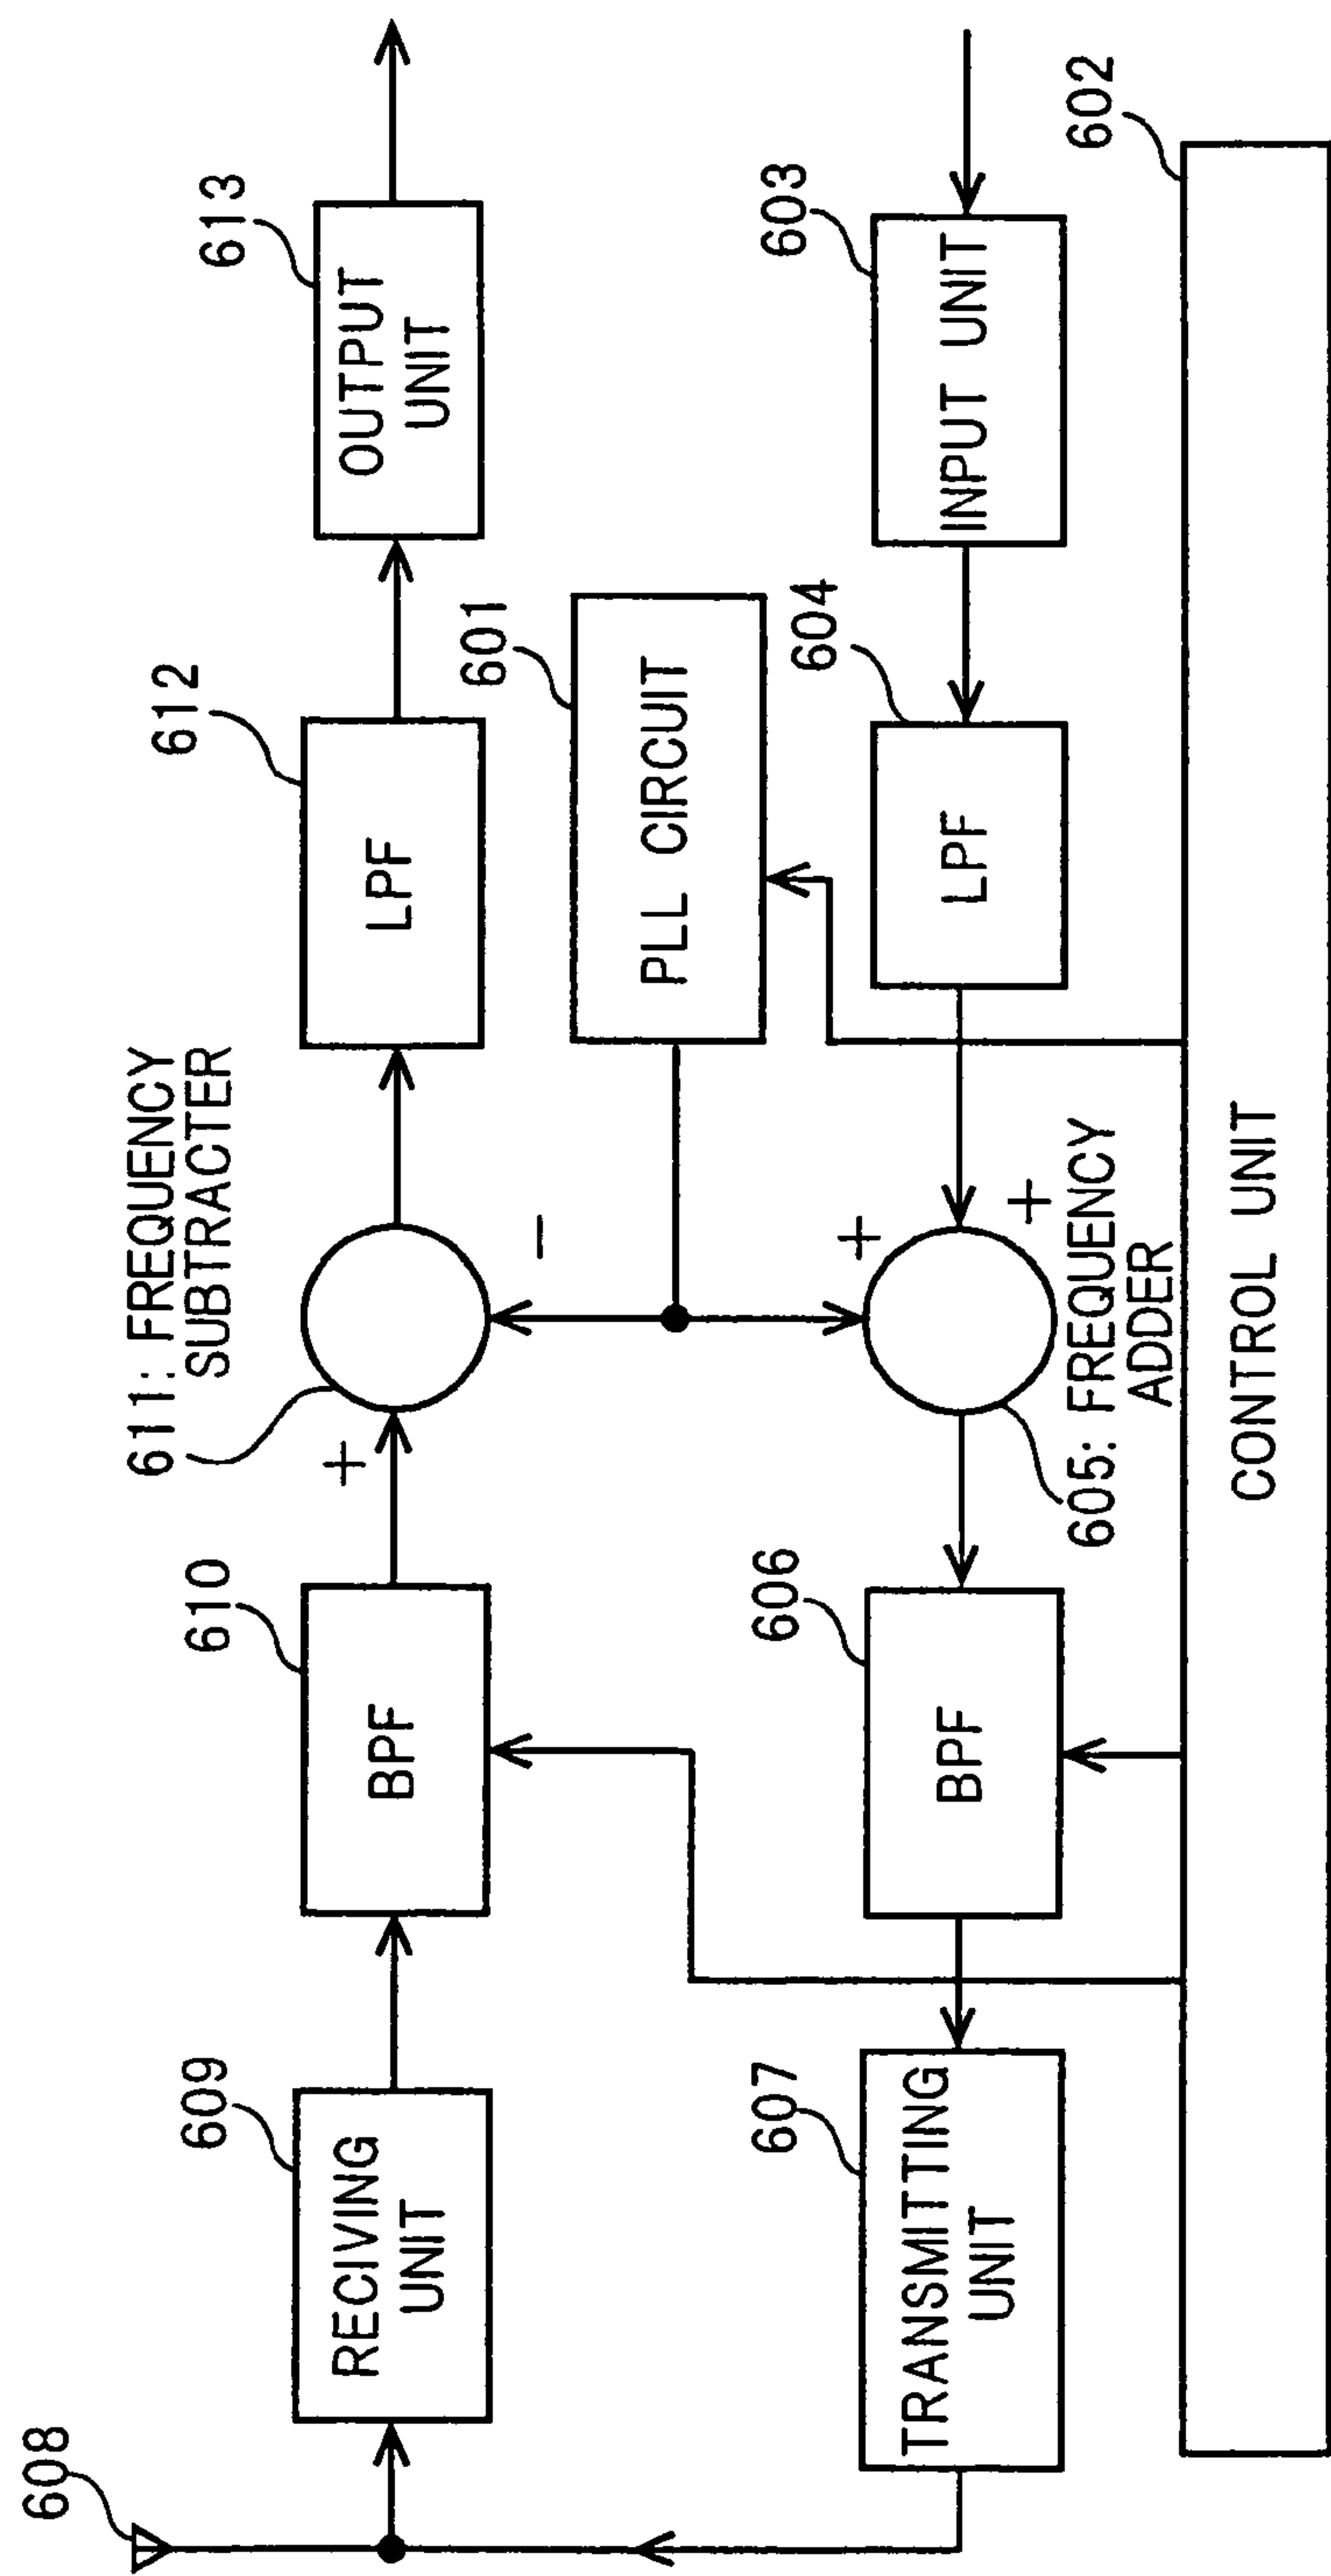 608
609
RECIVING
UNIT
610
BPF
611: FREQUENCY
SUBTRACTER
+
−
612
LPF
613
OUTPUT
UNIT
601
PLL CIRCUIT
607
TRANSMITTING
UNIT
606
BPF
+
+
605: FREQUENCY
ADDER
604
LPF
603
INPUT UNIT
602
CONTROL UNIT